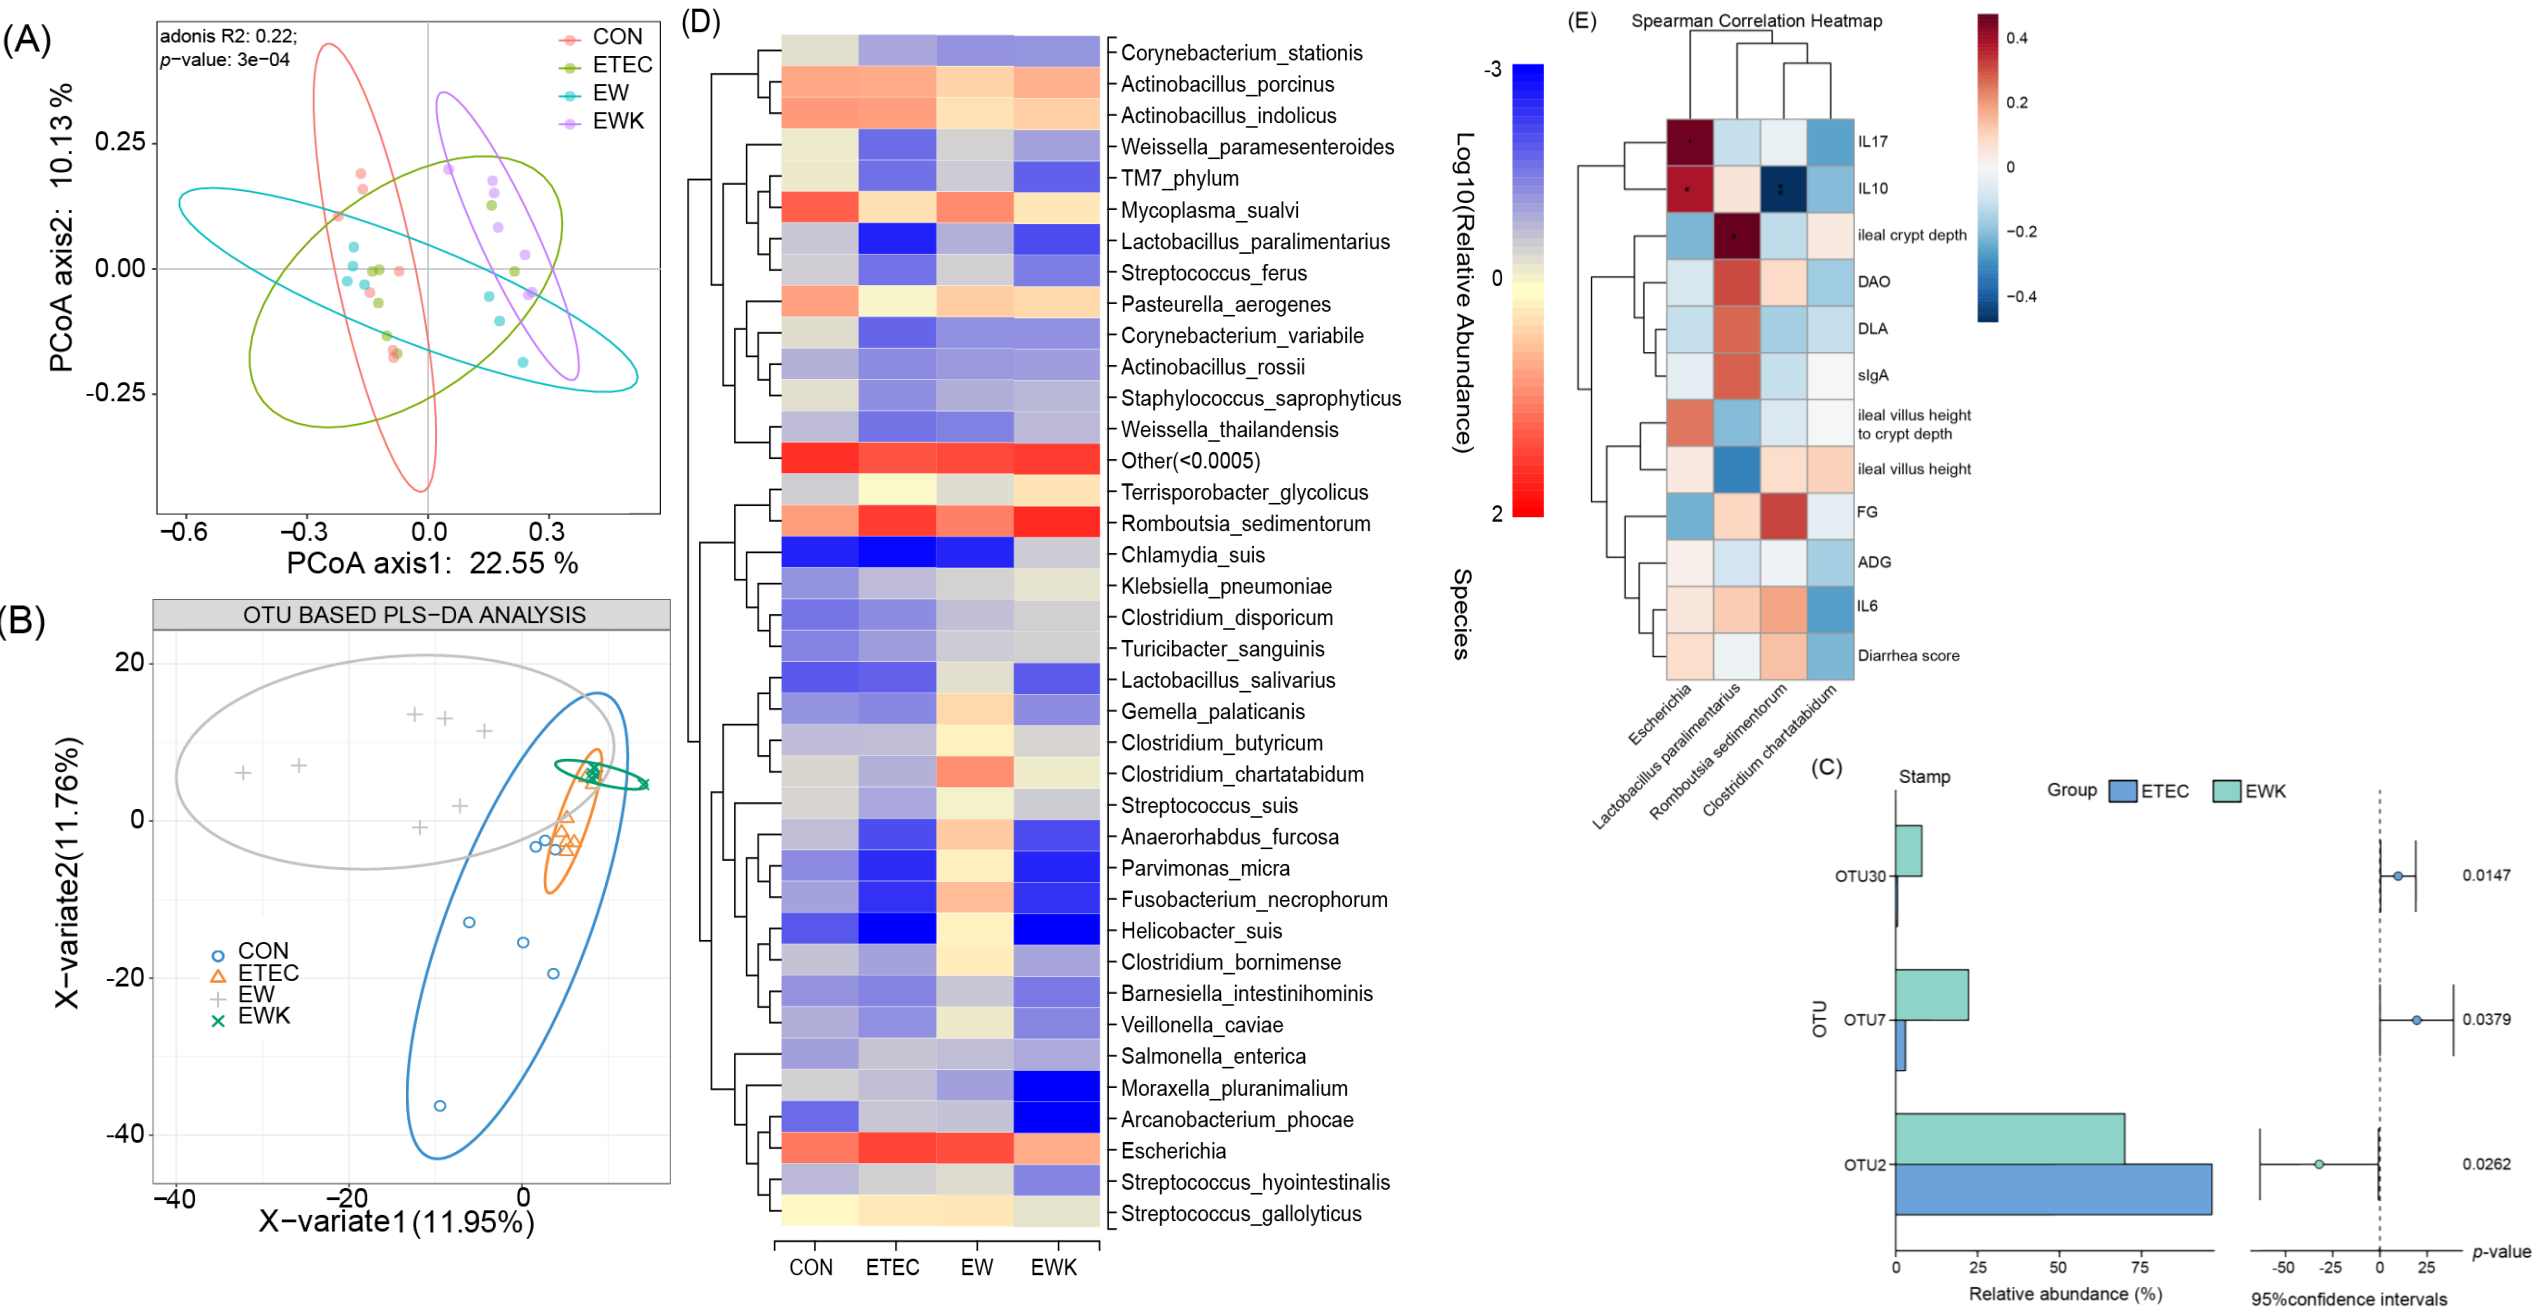 (A)
adonis R2: 0.22;
p−value: 3e−04
CON
ETEC
EW
EWK
PCoA axis2: 10.13 %
0.25
0.00
-0.25
−0.6
−0.3
0.0
0.3
PCoA axis1: 22.55 %
(B)
OTU BASED PLS−DA ANALYSIS
X−variate2(11.76%)
20
0
-20
-40
CON
ETEC
EW
EWK
−40
−20
0
X−variate1(11.95%)
(D)
Corynebacterium_stationis
Actinobacillus_porcinus
Actinobacillus_indolicus
Weissella_paramesenteroides
TM7_phylum
Mycoplasma_sualvi
Lactobacillus_paralimentarius
Streptococcus_ferus
Pasteurella_aerogenes
Corynebacterium_variabile
Actinobacillus_rossii
Staphylococcus_saprophyticus
Weissella_thailandensis
Other(<0.0005)
Terrisporobacter_glycolicus
Romboutsia_sedimentorum
Chlamydia_suis
Klebsiella_pneumoniae
Clostridium_disporicum
Turicibacter_sanguinis
Lactobacillus_salivarius
Gemella_palaticanis
Clostridium_butyricum
Clostridium_chartatabidum
Streptococcus_suis
Anaerorhabdus_furcosa
Parvimonas_micra
Fusobacterium_necrophorum
Helicobacter_suis
Clostridium_bornimense
Barnesiella_intestinihominis
Veillonella_caviae
Salmonella_enterica
Moraxella_pluranimalium
Arcanobacterium_phocae
Escherichia
Streptococcus_hyointestinalis
Streptococcus_gallolyticus
CON
ETEC
EW
EWK
-3
0
2
Log10(Relative Abundance)
Species
(E)
Spearman Correlation Heatmap
0.4
0.2
0
−0.2
−0.4
IL17
IL10
ileal crypt depth
DAO
DLA
sIgA
ileal villus height
to crypt depth
ileal villus height
FG
ADG
IL6
Diarrhea score
Escherichia
Lactobacillus paralimentarius
Romboutsia sedimentorum
Clostridium chartatabidum
(C)
Stamp
Group
ETEC
EWK
OTU
OTU30
OTU7
OTU2
0.0147
0.0379
0.0262
0
25
50
75
Relative abundance (%)
-50
-25
0
25
p-value
95%confidence intervals